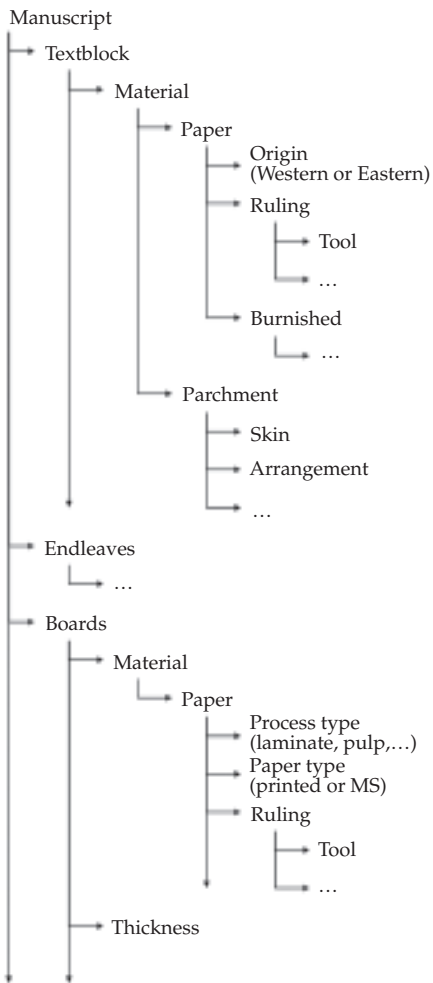 Manuscript
Textblock
Material
Paper
Origin
(Western or Eastern)
Ruling
Tool
…
Burnished
…
Parchment
Skin
Arrangement
…
Endleaves
…
Boards
Material
Paper
Process type
(laminate, pulp,…)
Paper type
(printed or MS)
Ruling
Tool
…
Thickness